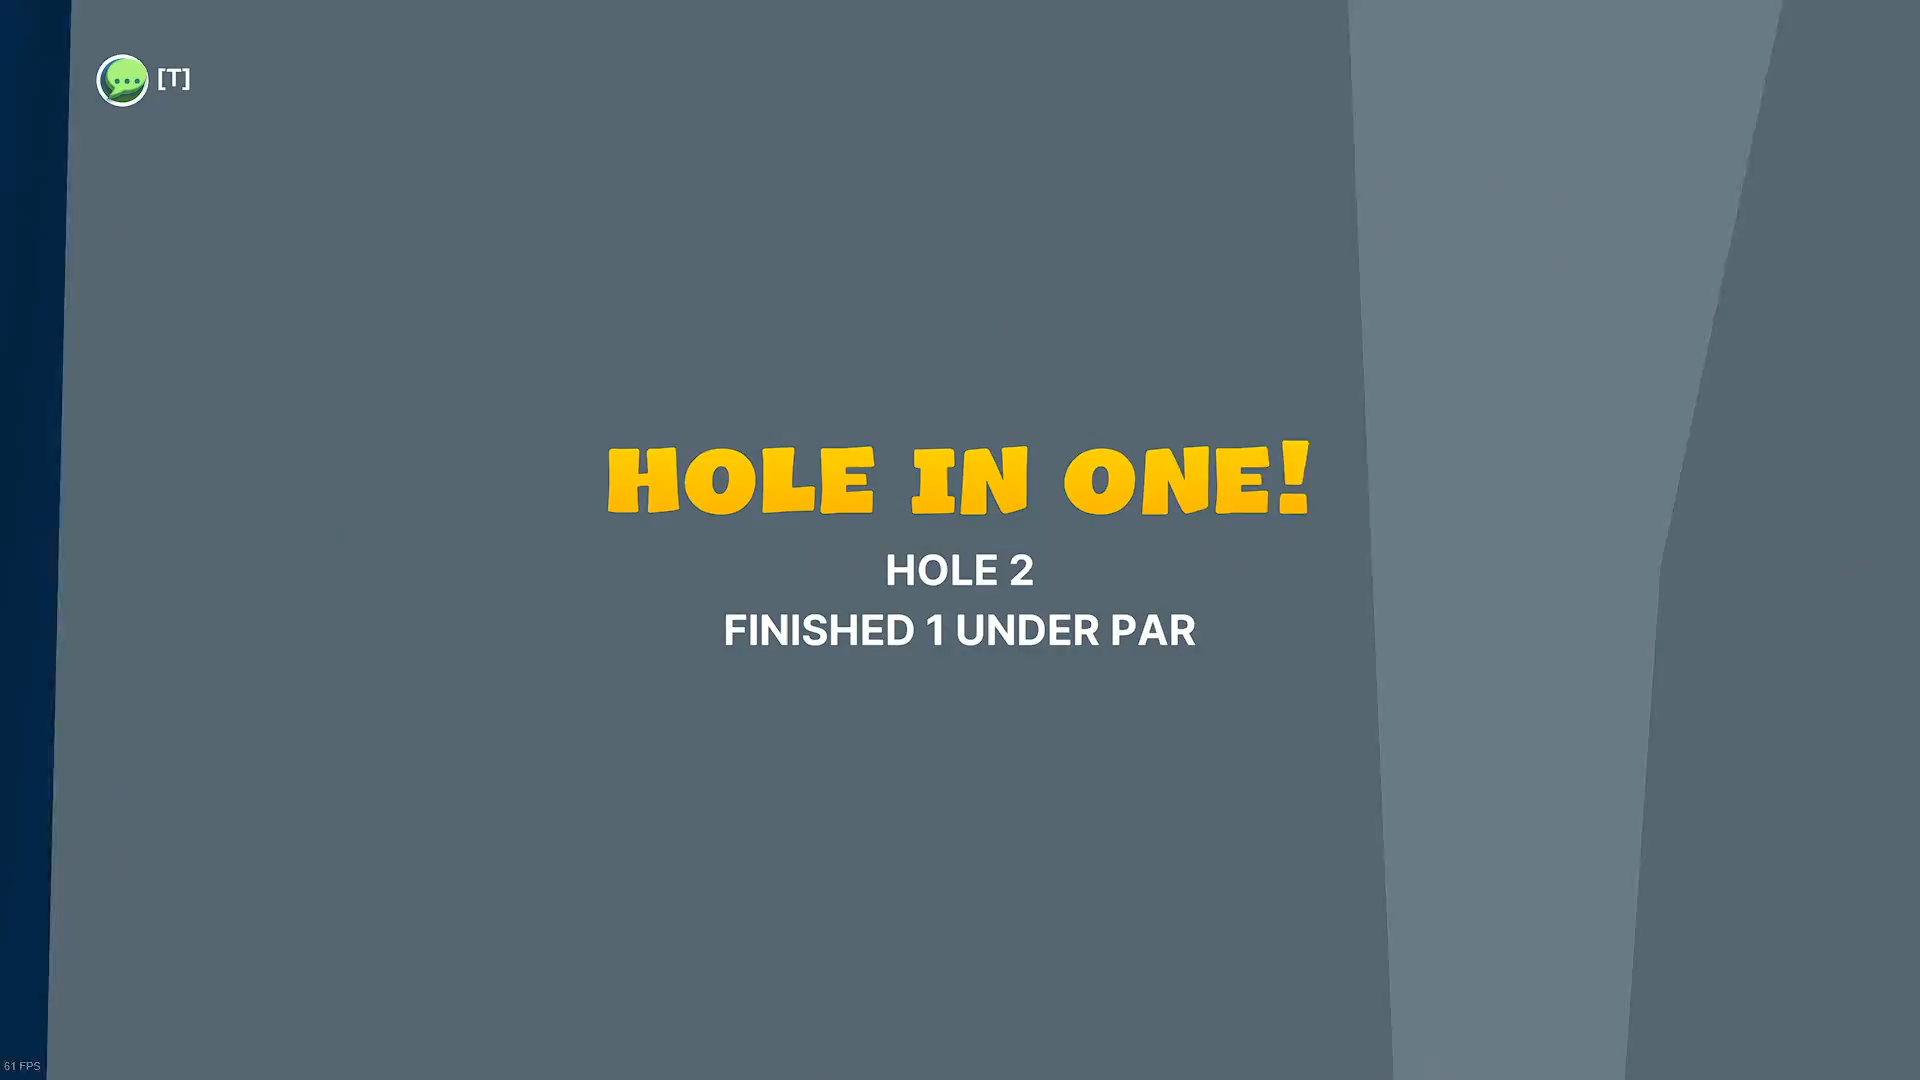 [T]
HOLE IN ONE!
HOLE 2
FINISHED 1 UNDER PAR
61 FPS